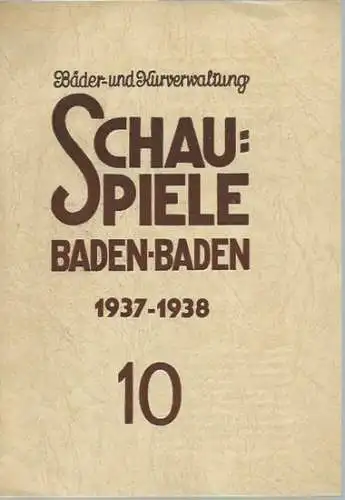 Bäder- und Kurverwaltung
SCHAU=
SPIELE
BADEN-BADEN
1937-1938
10